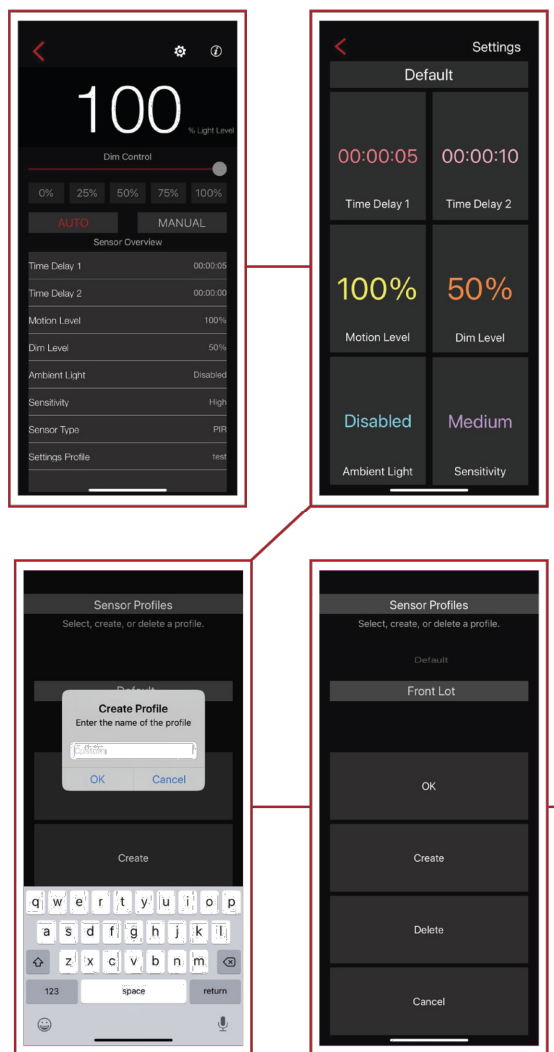 100
% Light Level
Dim Control
0% 25% 50% 75% 100%
AUTO MANUAL
Sensor Overview
Time Delay 1 00:00:05
Time Delay 2 00:00:00
Motion Level 100%
Dim Level 50%
Ambient Light Disabled
Sensitivity High
Sensor Type PIR
Settings Profile test
Settings
Default
00:00:05 00:00:10
Time Delay 1 Time Delay 2
100% 50%
Motion Level Dim Level
Disabled Medium
Ambient Light Sensitivity
Sensor Profiles
Select, create, or delete a profile.
Default
Create Profile
Enter the name of the profile
Custom
OK Cancel
Create
q w e r t y u i o p
a s d f g h j k l
z x c v b n m
123 space return
Sensor Profiles
Select, create, or delete a profile.
Default
Front Lot
OK
Create
Delete
Cancel